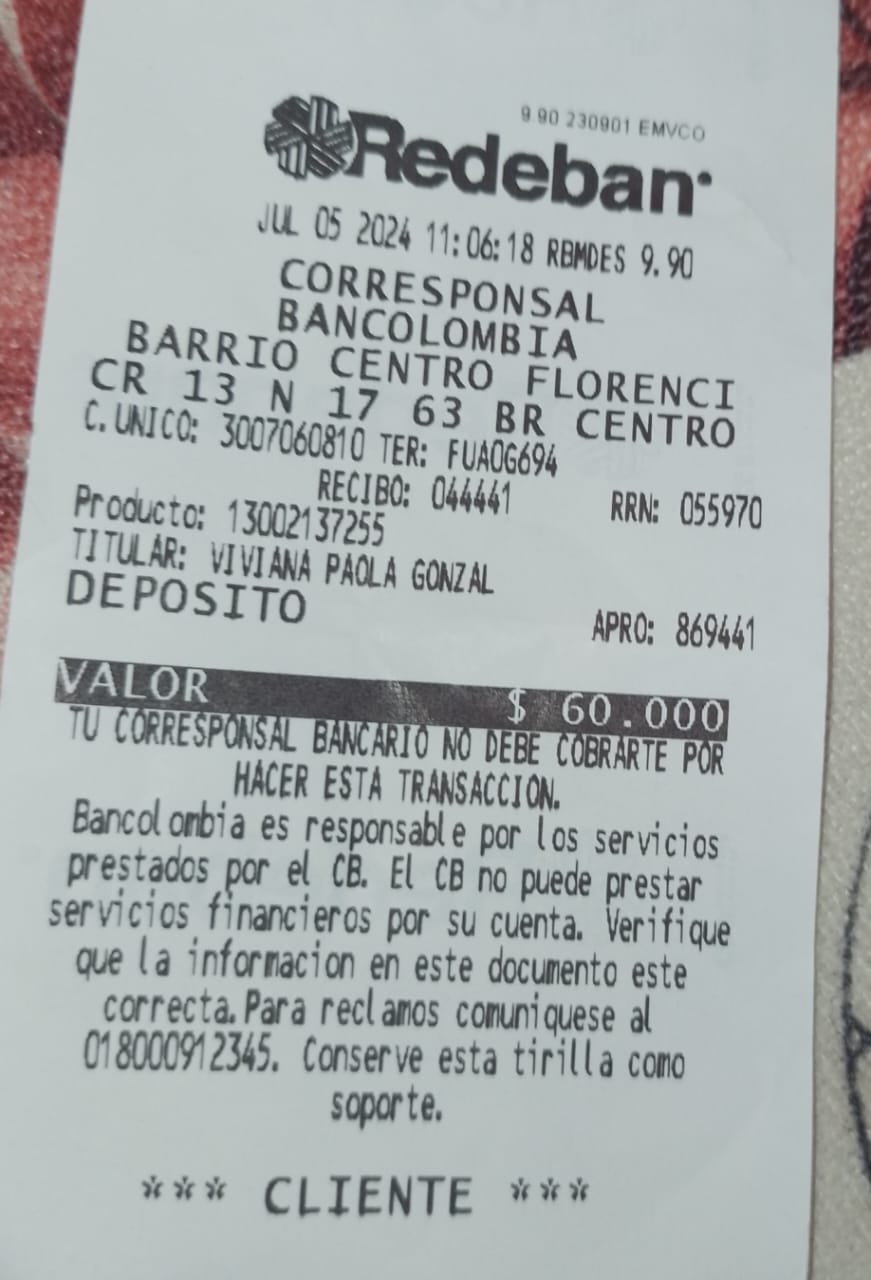 9.90 230901 EMVCO
Redeban
JUL 05 2024 11:06:18 RBMDES 9.90
CORRESPONSAL
BANCOLOMBIA
BARRIO CENTRO FLORENCI
CR 13 N 17 63 BR CENTRO
C. UNICO: 3007060810 TER: FUAOG694
RECIBO: 044441 RRN: 055970
Producto: 13002137255
TITULAR: VIVIANA PAOLA GONZAL
DEPOSITO APRO: 869441
VALOR $ 60.000
TU CORRESPONSAL BANCARIO NO DEBE COBRARTE POR
HACER ESTA TRANSACCION.
Bancolombia es responsable por los servicios
prestados por el CB. El CB no puede prestar
servicios financieros por su cuenta. Verifique
que la informacion en este documento este
correcta. Para reclamos comuniquese al
018000912345. Conserve esta tirilla como
soporte.
*** CLIENTE ***